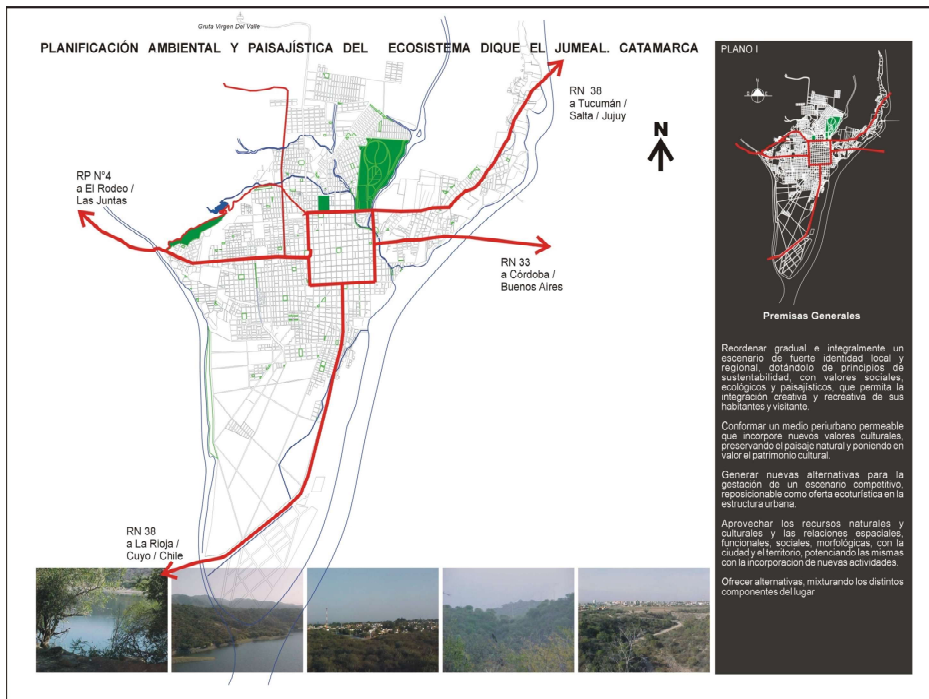 Gruta Virgen Del Valle
PLANIFICACIÓN AMBIENTAL Y PAISAJÍSTICA DEL ECOSISTEMA DIQUE EL JUMEAL. CATAMARCA
RN 38
a Tucumán /
Salta / Jujuy
N
RP N°4
a El Rodeo /
Las Juntas
RN 33
a Córdoba /
Buenos Aires
RN 38
a La Rioja /
Cuyo / Chile
PLANO I
Premisas Generales
Reordenar gradual e integralmente un
escenario de fuerte identidad local y
regional, dotándolo de principios de
sustentabilidad, con valores sociales,
ecológicos y paisajísticos, que permita la
integración creativa y recreativa de sus
habitantes y visitante.
Conformar un medio periurbano permeable
que incorpore nuevos valores culturales,
preservando el paisaje natural y poniendo en
valor el patrimonio cultural.
Generar nuevas alternativas para la
gestación de un escenario competitivo,
reposicionable como oferta ecoturística en la
estructura urbana.
Aprovechar los recursos naturales y
culturales y las relaciones espaciales,
funcionales, sociales, morfológicas, con la
ciudad y el territorio, potenciando las mismas
con la incorporacion de nuevas actividades.
Ofrecer alternativas, mixturando los distintos
componentes del lugar